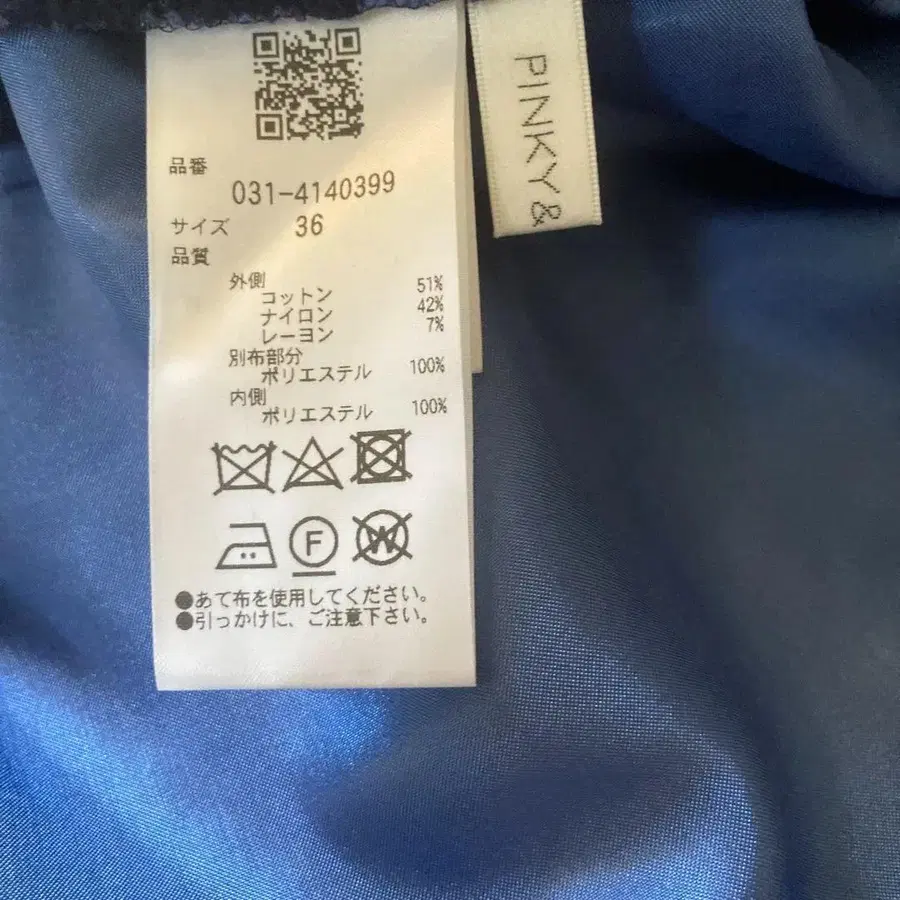 品番
031-4140399
サイズ 36
品質
外側
コットン 51%
ナイロン 42%
レーヨン 7%
別布部分
ポリエステル 100%
内側
ポリエステル 100%
F
W
●あて布を使用してください。
●引っかけに、ご注意下さい。
PINKY &